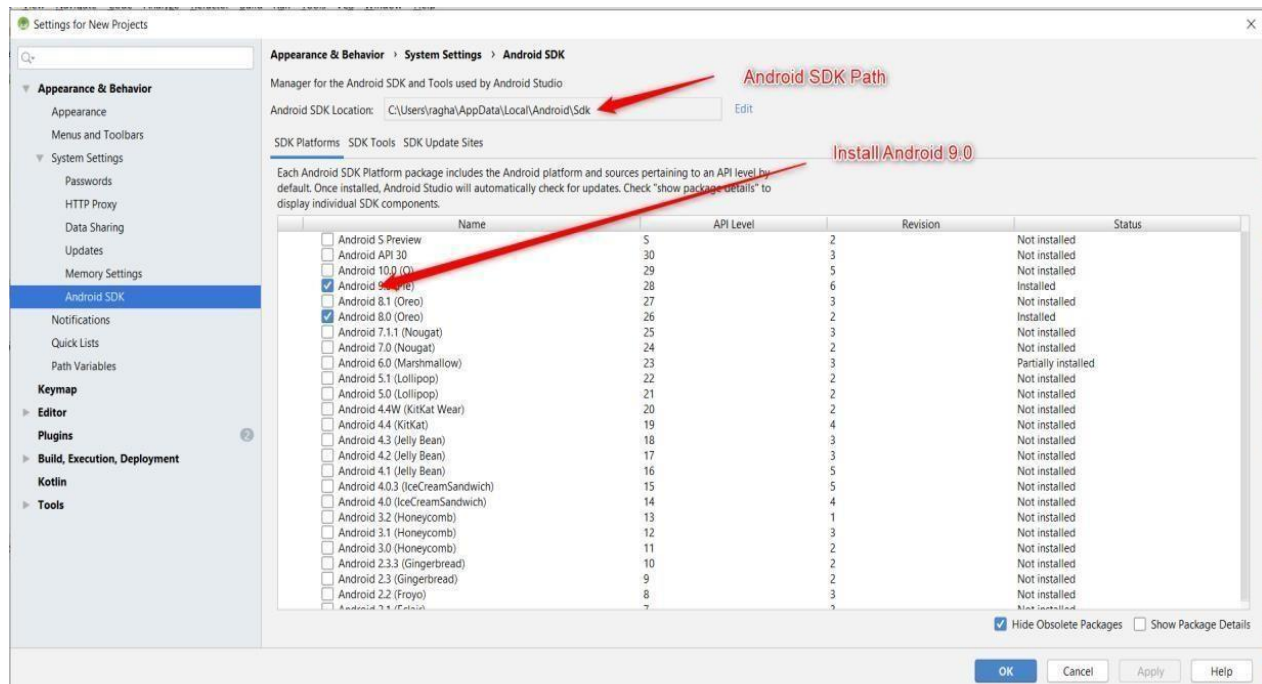 Settings for New Projects
Appearance & Behavior
Appearance
Menus and Toolbars
System Settings
Passwords
HTTP Proxy
Data Sharing
Updates
Memory Settings
Android SDK
Notifications
Quick Lists
Path Variables
Keymap
Editor
Plugins 2
Build, Execution, Deployment
Kotlin
Tools
Appearance & Behavior › System Settings › Android SDK
Manager for the Android SDK and Tools used by Android Studio
Android SDK Path
Android SDK Location: C:\Users\ragha\AppData\Local\Android\Sdk Edit
SDK Platforms SDK Tools SDK Update Sites
Install Android 9.0
Each Android SDK Platform package includes the Android platform and sources pertaining to an API level by
default. Once installed, Android Studio will automatically check for updates. Check "show package details" to
display individual SDK components.
Name API Level Revision Status
Android S Preview S 2 Not installed
Android API 30 30 3 Not installed
Android 10.0 (Q) 29 5 Not installed
Android (Pie) 28 6 Installed
Android 8.1 (Oreo) 27 3 Not installed
Android 8.0 (Oreo) 26 2 Installed
Android 7.1.1 (Nougat) 25 3 Not installed
Android 7.0 (Nougat) 24 2 Not installed
Android 6.0 (Marshmallow) 23 3 Partially installed
Android 5.1 (Lollipop) 22 2 Not installed
Android 5.0 (Lollipop) 21 2 Not installed
Android 4.4W (KitKat Wear) 20 2 Not installed
Android 4.4 (KitKat) 19 4 Not installed
Android 4.3 (Jelly Bean) 18 3 Not installed
Android 4.2 (Jelly Bean) 17 3 Not installed
Android 4.1 (Jelly Bean) 16 5 Not installed
Android 4.0.3 (IceCreamSandwich) 15 5 Not installed
Android 4.0 (IceCreamSandwich) 14 4 Not installed
Android 3.2 (Honeycomb) 13 1 Not installed
Android 3.1 (Honeycomb) 12 3 Not installed
Android 3.0 (Honeycomb) 11 2 Not installed
Android 2.3.3 (Gingerbread) 10 2 Not installed
Android 2.3 (Gingerbread) 9 2 Not installed
Android 2.2 (Froyo) 8 3 Not installed
Android 2.1 (Eclair) 7 Not installed
Hide Obsolete Packages Show Package Details
OK Cancel Apply Help